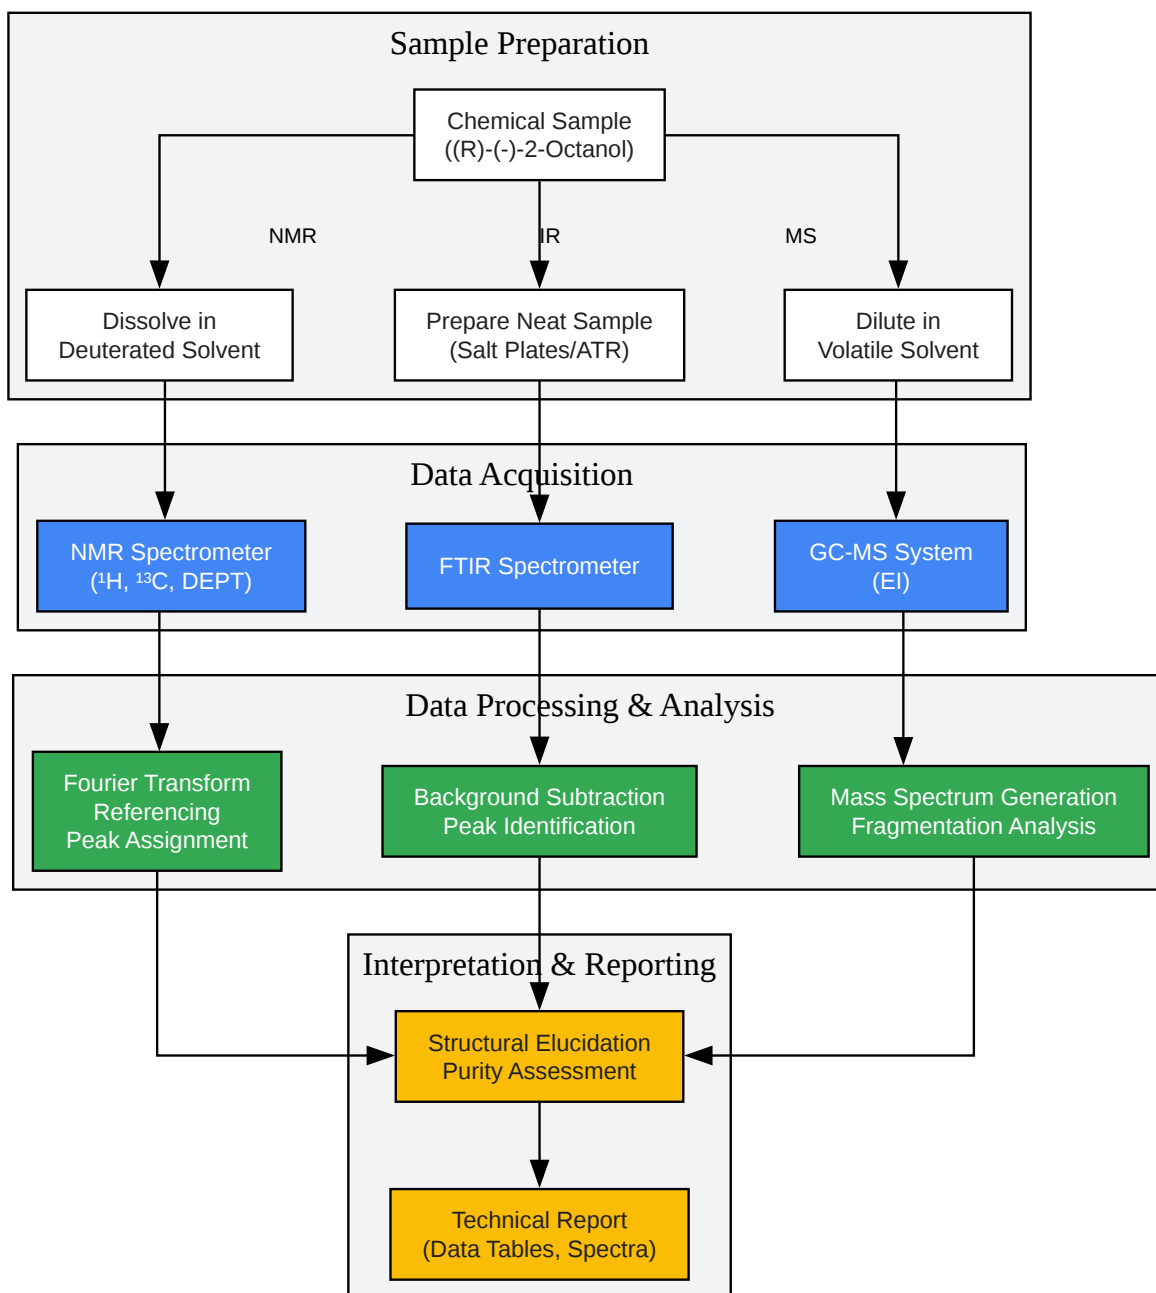 Sample Preparation
Chemical Sample
((R)-(-)-2-Octanol)
NMR
IR
MS
Dissolve in
Deuterated Solvent
Prepare Neat Sample
(Salt Plates/ATR)
Dilute in
Volatile Solvent
Data Acquisition
NMR Spectrometer
(¹H, ¹³C, DEPT)
FTIR Spectrometer
GC-MS System
(EI)
Data Processing & Analysis
Fourier Transform
Referencing
Peak Assignment
Background Subtraction
Peak Identification
Mass Spectrum Generation
Fragmentation Analysis
Interpretation & Reporting
Structural Elucidation
Purity Assessment
Technical Report
(Data Tables, Spectra)